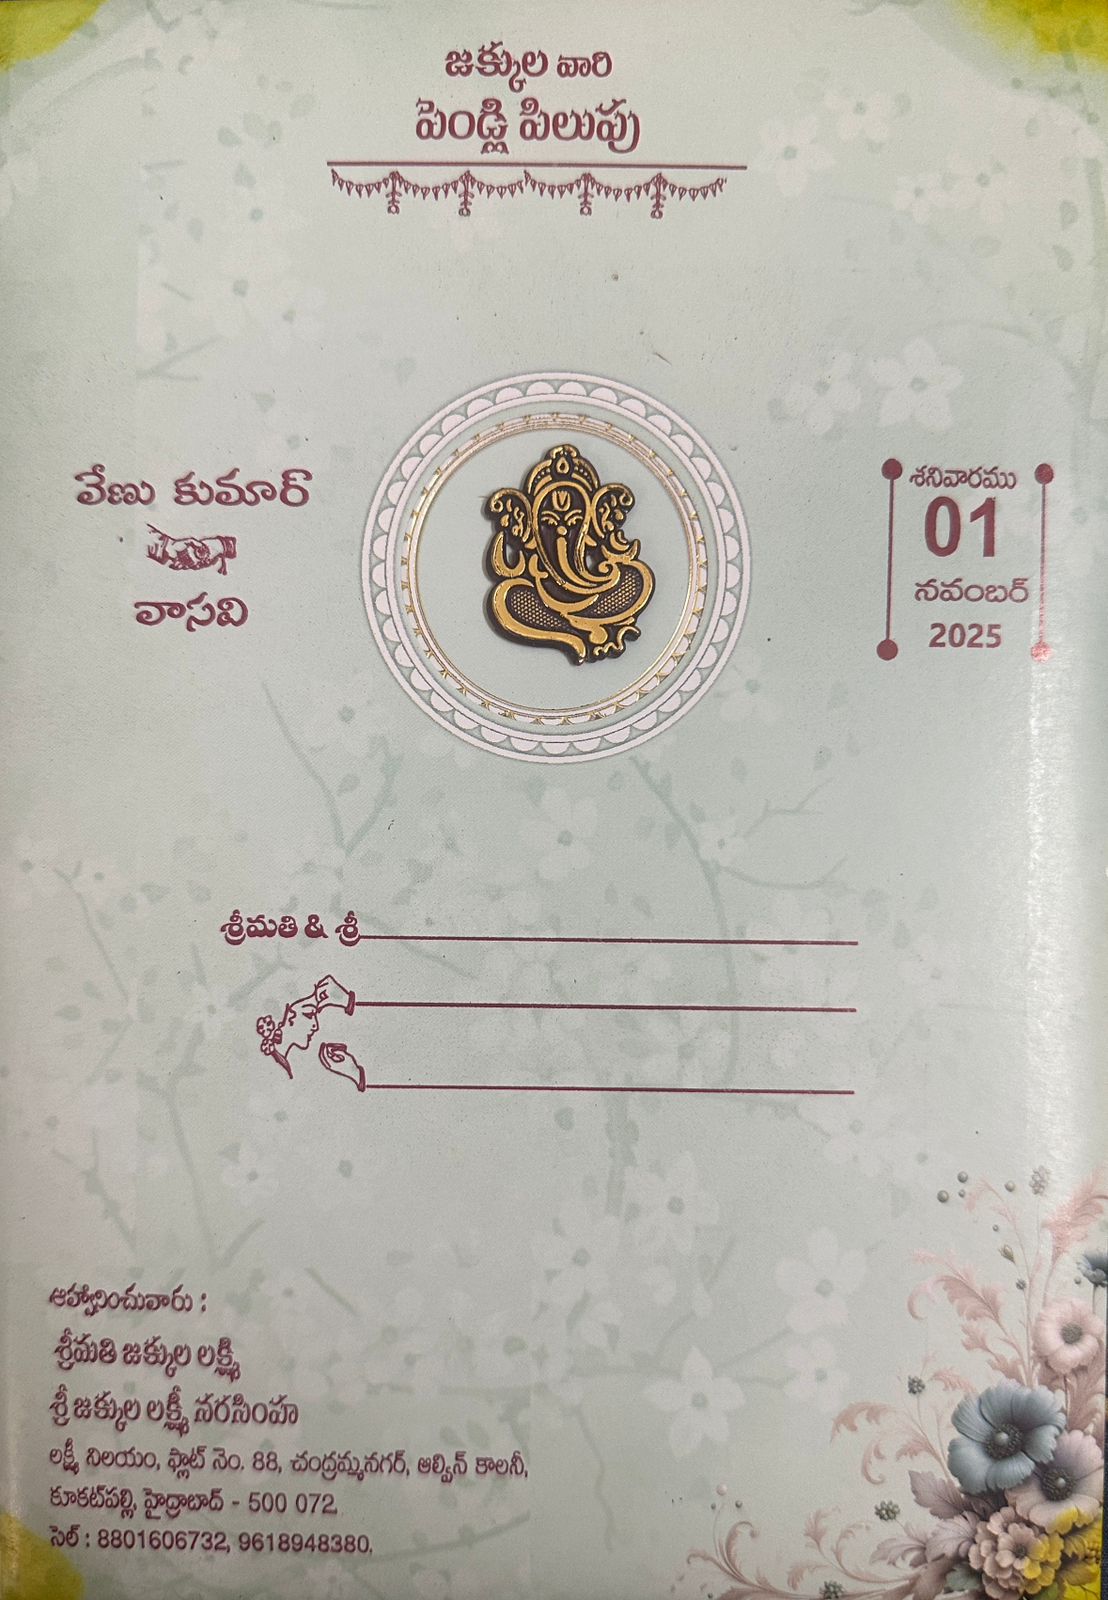 జక్కుల వారి
పెండ్లి పిలుపు
వేణు కుమార్
వాసవి
శనివారము
01
నవంబర్
2025
శ్రీమతి & శ్రీ
ఆహ్వానించువారు :
శ్రీమతి జక్కుల లక్ష్మి
శ్రీ జక్కుల లక్ష్మీ నరసింహ
లక్ష్మీ నిలయం, ఫ్లాట్ నెం. 88, చంద్రమ్మనగర్, ఆల్విన్ కాలనీ,
కూకట్‌పల్లి, హైద్రాబాద్ - 500 072.
సెల్ : 8801606732, 9618948380.